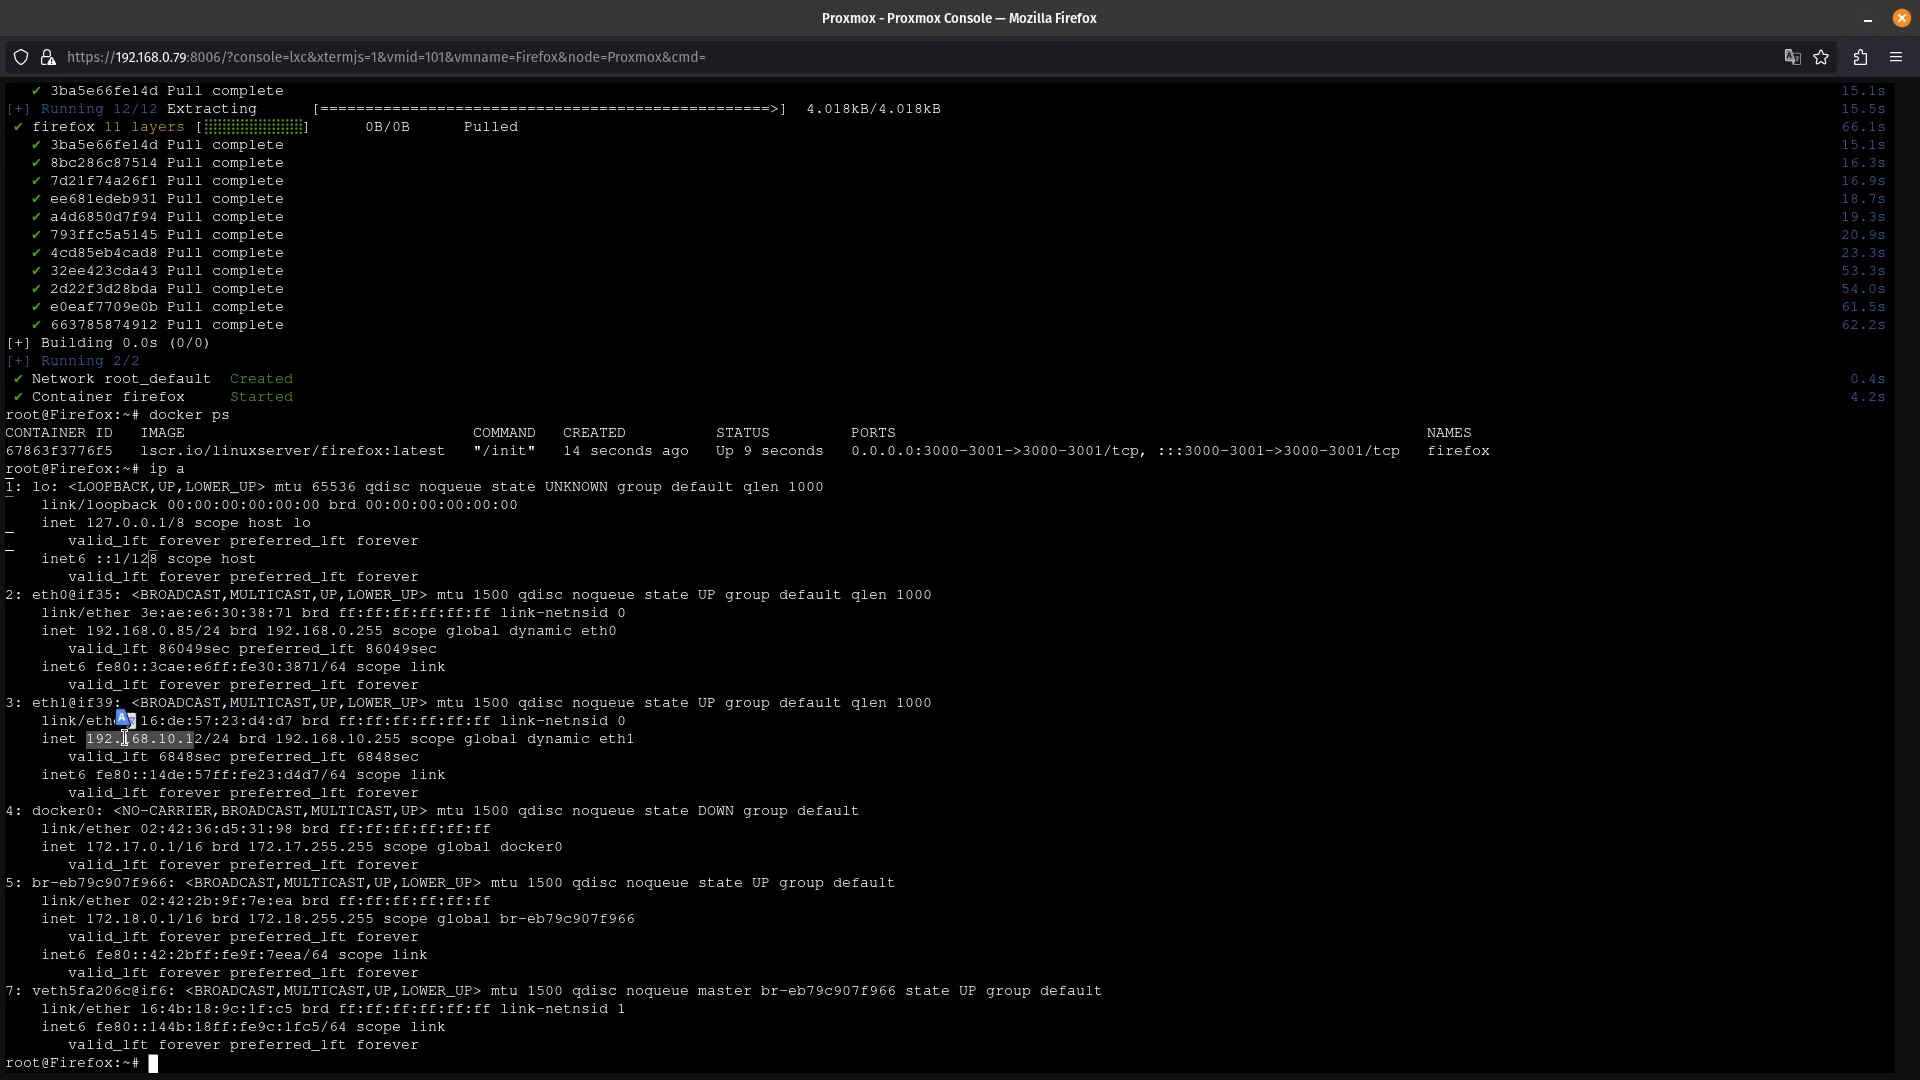 Proxmox - Proxmox Console — Mozilla Firefox
https://192.168.0.79:8006/?console=lxc&xtermjs=1&vmid=101&vmname=Firefox&node=Proxmox&cmd=
✔ 3ba5e66fe14d Pull complete 15.1s
[+] Running 12/12 Extracting [==================================================>] 4.018kB/4.018kB 15.5s
✔ firefox 11 layers [⣿⣿⣿⣿⣿⣿⣿⣿⣿⣿⣿] 0B/0B Pulled 66.1s
✔ 3ba5e66fe14d Pull complete 15.1s
✔ 8bc286c87514 Pull complete 16.3s
✔ 7d21f74a26f1 Pull complete 16.9s
✔ ee681edeb931 Pull complete 18.7s
✔ a4d6850d7f94 Pull complete 19.3s
✔ 793ffc5a5145 Pull complete 20.9s
✔ 4cd85eb4cad8 Pull complete 23.3s
✔ 32ee423cda43 Pull complete 53.3s
✔ 2d22f3d28bda Pull complete 54.0s
✔ e0eaf7709e0b Pull complete 61.5s
✔ 663785874912 Pull complete 62.2s
[+] Building 0.0s (0/0)
[+] Running 2/2
✔ Network root_default Created 0.4s
✔ Container firefox Started 4.2s
root@Firefox:~# docker ps
CONTAINER ID IMAGE COMMAND CREATED STATUS PORTS NAMES
67863f3776f5 lscr.io/linuxserver/firefox:latest "/init" 14 seconds ago Up 9 seconds 0.0.0.0:3000-3001->3000-3001/tcp, :::3000-3001->3000-3001/tcp firefox
root@Firefox:~# ip a
1: lo: <LOOPBACK,UP,LOWER_UP> mtu 65536 qdisc noqueue state UNKNOWN group default qlen 1000
link/loopback 00:00:00:00:00:00 brd 00:00:00:00:00:00
inet 127.0.0.1/8 scope host lo
valid_lft forever preferred_lft forever
inet6 ::1/128 scope host
valid_lft forever preferred_lft forever
2: eth0@if35: <BROADCAST,MULTICAST,UP,LOWER_UP> mtu 1500 qdisc noqueue state UP group default qlen 1000
link/ether 3e:ae:e6:30:38:71 brd ff:ff:ff:ff:ff:ff link-netnsid 0
inet 192.168.0.85/24 brd 192.168.0.255 scope global dynamic eth0
valid_lft 86049sec preferred_lft 86049sec
inet6 fe80::3cae:e6ff:fe30:3871/64 scope link
valid_lft forever preferred_lft forever
3: eth1@if39: <BROADCAST,MULTICAST,UP,LOWER_UP> mtu 1500 qdisc noqueue state UP group default qlen 1000
16:de:57:23:d4:d7 brd ff:ff:ff:ff:ff:ff link-netnsid 0
inet 192.168.10.12/24 brd 192.168.10.255 scope global dynamic eth1
valid_lft 6848sec preferred_lft 6848sec
inet6 fe80::14de:57ff:fe23:d4d7/64 scope link
valid_lft forever preferred_lft forever
4: docker0: <NO-CARRIER,BROADCAST,MULTICAST,UP> mtu 1500 qdisc noqueue state DOWN group default
link/ether 02:42:36:d5:31:98 brd ff:ff:ff:ff:ff:ff
inet 172.17.0.1/16 brd 172.17.255.255 scope global docker0
valid_lft forever preferred_lft forever
5: br-eb79c907f966: <BROADCAST,MULTICAST,UP,LOWER_UP> mtu 1500 qdisc noqueue state UP group default
link/ether 02:42:2b:9f:7e:ea brd ff:ff:ff:ff:ff:ff
inet 172.18.0.1/16 brd 172.18.255.255 scope global br-eb79c907f966
valid_lft forever preferred_lft forever
inet6 fe80::42:2bff:fe9f:7eea/64 scope link
valid_lft forever preferred_lft forever
7: veth5fa206c@if6: <BROADCAST,MULTICAST,UP,LOWER_UP> mtu 1500 qdisc noqueue master br-eb79c907f966 state UP group default
link/ether 16:4b:18:9c:1f:c5 brd ff:ff:ff:ff:ff:ff link-netnsid 1
inet6 fe80::144b:18ff:fe9c:1fc5/64 scope link
valid_lft forever preferred_lft forever
root@Firefox:~#